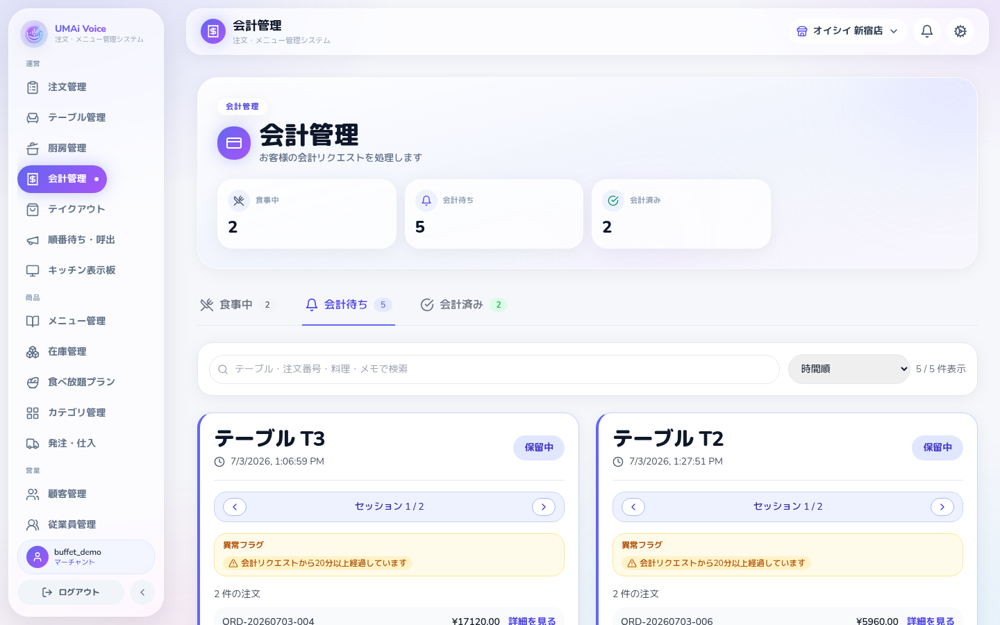 UMAi Voice
注文・メニュー管理システム
運営
注文管理
テーブル管理
厨房管理
会計管理
テイクアウト
順番待ち・呼出
キッチン表示板
商品
メニュー管理
在庫管理
食べ放題プラン
カテゴリ管理
発注・仕入
営業
顧客管理
従業員管理
buffet_demo
マーチャント
ログアウト
会計管理
注文・メニュー管理システム
オイシイ 新宿店
会計管理
会計管理
お客様の会計リクエストを処理します
食事中
2
会計待ち
5
会計済み
2
食事中 2
会計待ち 5
会計済み 2
テーブル・注文番号・料理・メモで検索
時間順
5 / 5 件表示
テーブル T3
7/3/2026, 1:06:59 PM
保留中
セッション 1 / 2
異常フラグ
会計リクエストから20分以上経過しています
2 件の注文
ORD-20260703-004 ¥17120.00 詳細を見る
テーブル T2
7/3/2026, 1:27:51 PM
保留中
セッション 1 / 2
異常フラグ
会計リクエストから20分以上経過しています
2 件の注文
ORD-20260703-006 ¥5960.00 詳細を見る